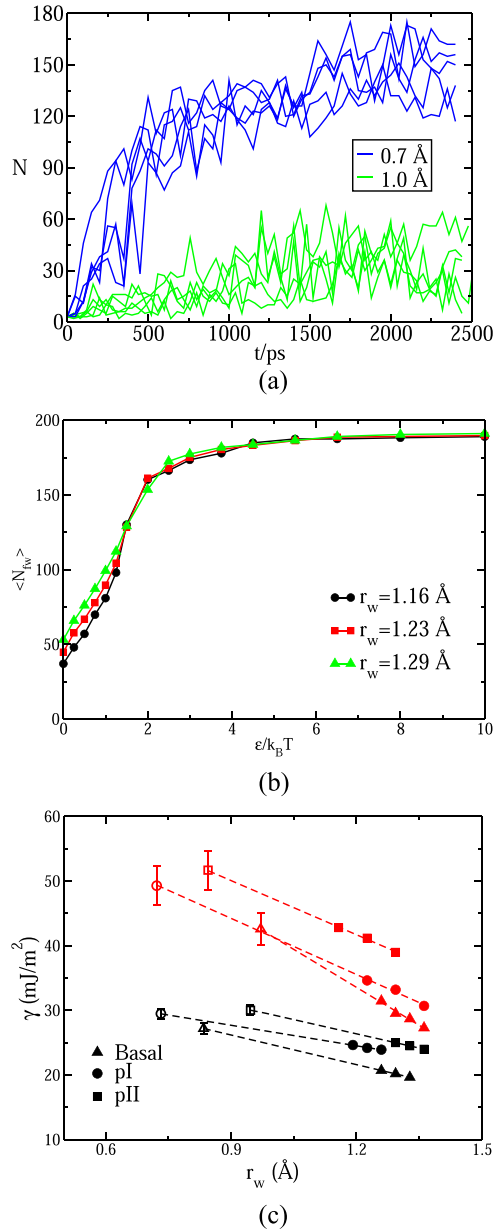 180
150
120
N
90
60
30
0
0.7 Å
1.0 Å
0 500 1000 1500 2000 2500
t/ps
(a)
200
150
<N_fw>
100
50
0
r_w=1.16 Å
r_w=1.23 Å
r_w=1.29 Å
0 2 4 6 8 10
ε/k_BT
(b)
60
50
γ (mJ/m²)
40
30
20
10
Basal
pI
pII
0.6 0.9 1.2 1.5
r_w (Å)
(c)